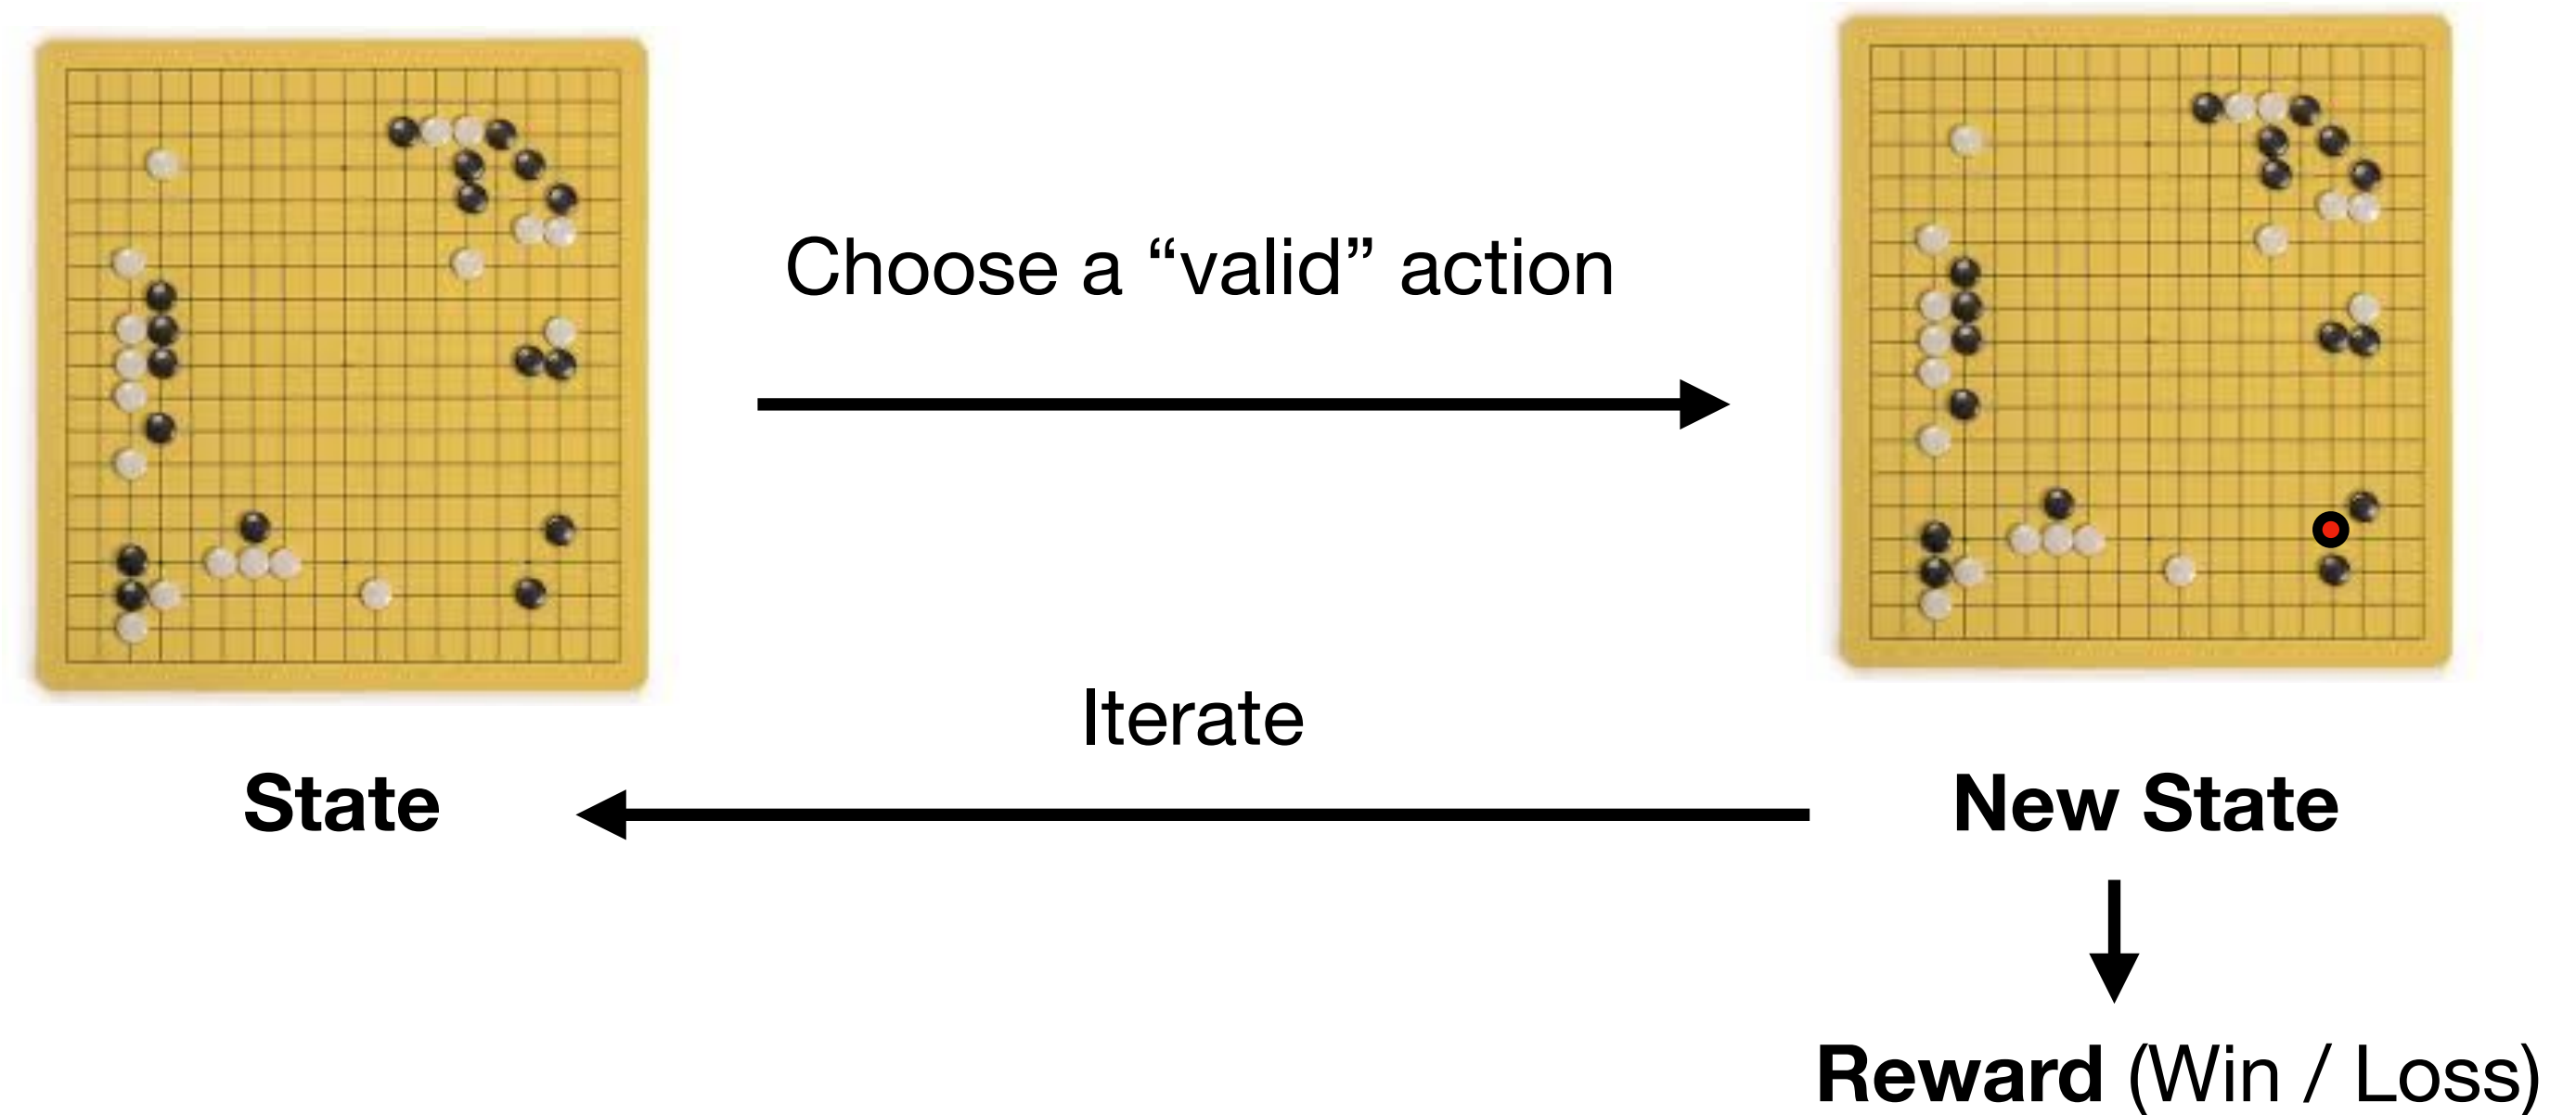 Choose a “valid” action
Iterate
State
New State
Reward (Win / Loss)